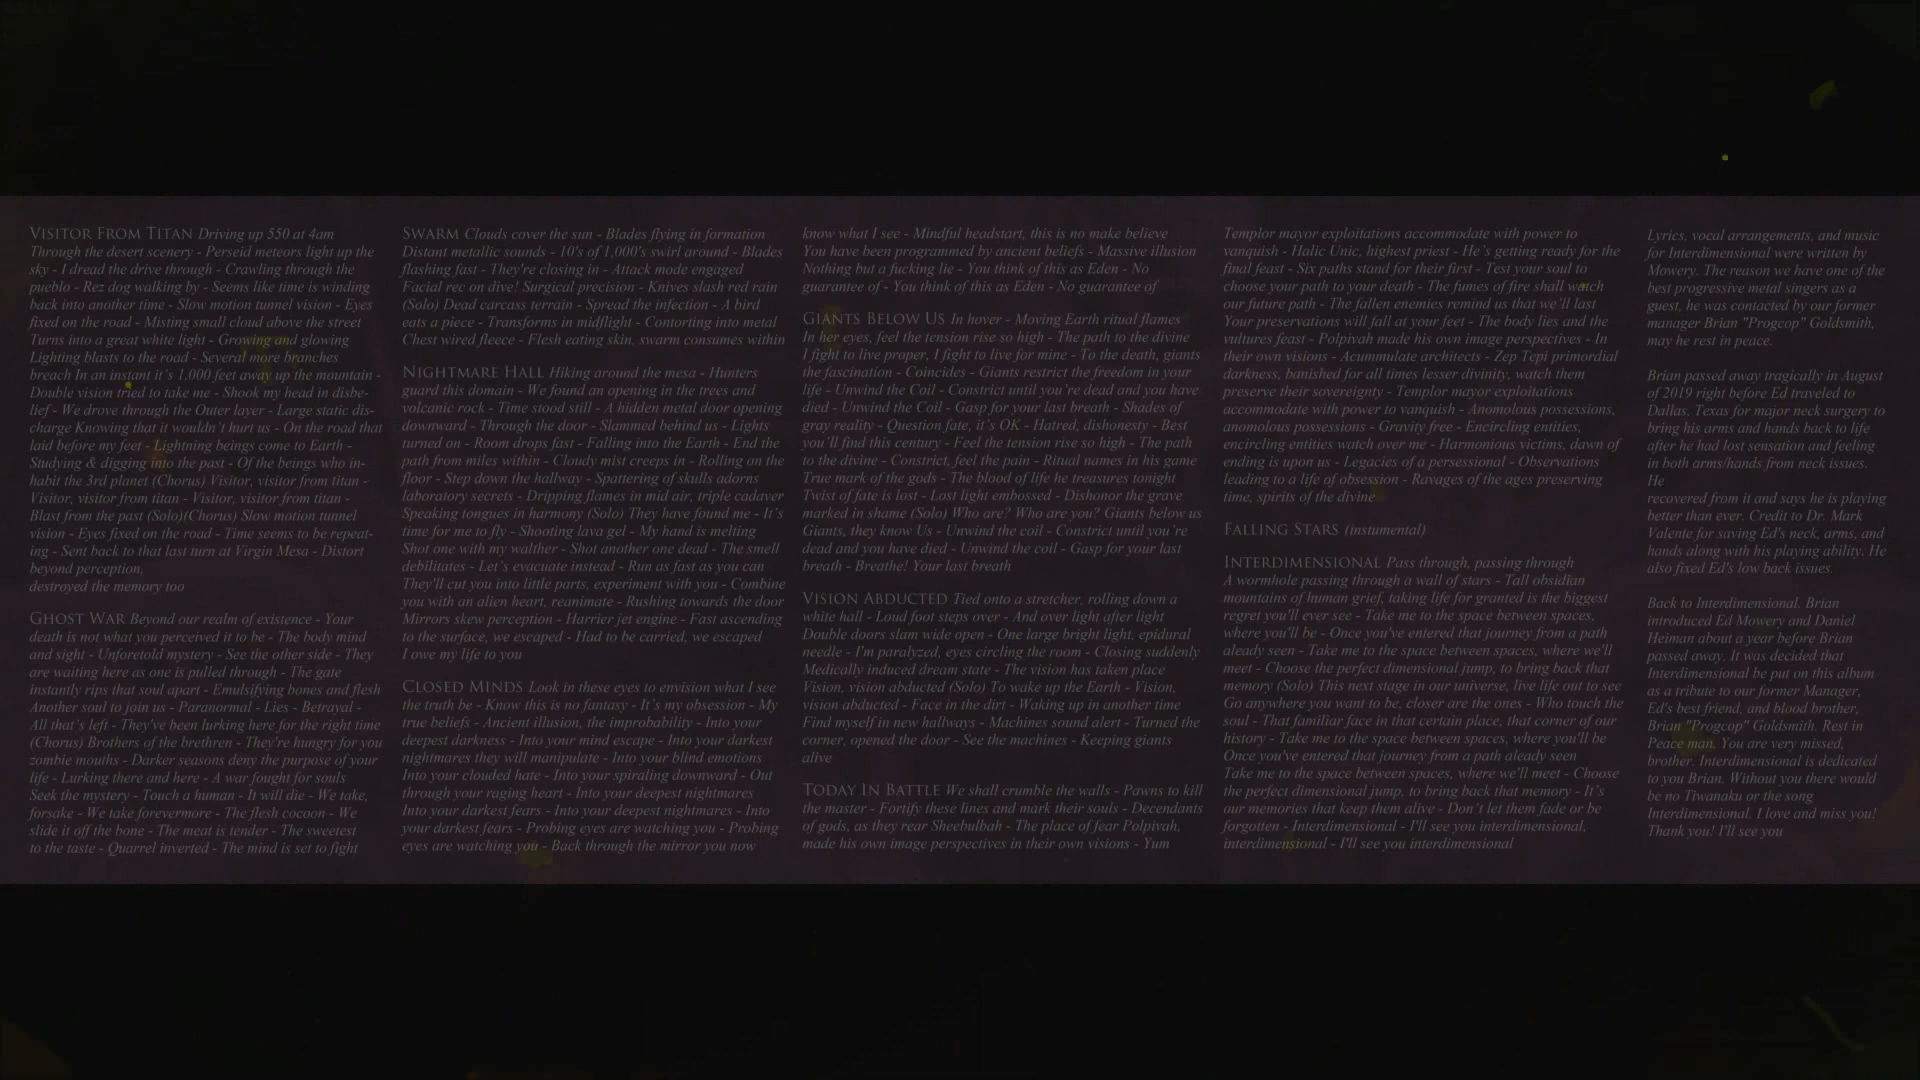 VISITOR FROM TITAN Driving up 550 at 4am
Through the desert scenery - Perseid meteors light up the
sky - I dread the drive through - Crawling through the
pueblo - Rez dog walking by - Seems like time is winding
back into another time - Slow motion tunnel vision - Eyes
fixed on the road - Misting small cloud above the street
Turns into a great white light - Growing and glowing
Lighting blasts to the road - Several more branches
breach In an instant it's 1,000 feet away up the mountain -
Double vision tried to take me - Shook my head in disbe-
lief - We drove through the Outer layer - Large static dis-
charge Knowing that it wouldn't hurt us - On the road that
laid before my feet - Lightning beings come to Earth -
Studying & digging into the past - Of the beings who in-
habit the 3rd planet (Chorus) Visitor, visitor from titan -
Visitor, visitor from titan - Visitor, visitor from titan -
Blast from the past (Solo)(Chorus) Slow motion tunnel
vision - Eyes fixed on the road - Time seems to be repeat-
ing - Sent back to that last turn at Virgin Mesa - Distort
beyond perception,
destroyed the memory too
GHOST WAR Beyond our realm of existence - Your
death is not what you perceived it to be - The body mind
and sight - Unforetold mystery - See the other side - They
are waiting here as one is pulled through - The gate
instantly rips that soul apart - Emulsifying bones and flesh
Another soul to join us - Paranormal - Lies - Betrayal -
All that's left - They've been lurking here for the right time
(Chorus) Brothers of the brethren - They're hungry for you
zombie mouths - Darker seasons deny the purpose of your
life - Lurking there and here - A war fought for souls
Seek the mystery - Touch a human - It will die - We take,
forsake - We take forevermore - The flesh cocoon - We
slide it off the bone - The meat is tender - The sweetest
to the taste - Quarrel inverted - The mind is set to fight
SWARM Clouds cover the sun - Blades flying in formation
Distant metallic sounds - 10's of 1,000's swirl around - Blades
flashing fast - They're closing in - Attack mode engaged
Facial rec on dive! Surgical precision - Knives slash red rain
(Solo) Dead carcass terrain - Spread the infection - A bird
eats a piece - Transforms in midflight - Contorting into metal
Chest wired fleece - Flesh eating skin, swarm consumes within
NIGHTMARE HALL Hiking around the mesa - Hunters
guard this domain - We found an opening in the trees and
volcanic rock - Time stood still - A hidden metal door opening
downward - Through the door - Slammed behind us - Lights
turned on - Room drops fast - Falling into the Earth - End the
path from miles within - Cloudy mist creeps in - Rolling on the
floor - Step down the hallway - Spattering of skulls adorns
laboratory secrets - Dripping flames in mid air, triple cadaver
Speaking tongues in harmony (Solo) They have found me - It's
time for me to fly - Shooting lava gel - My hand is melting
Shot one with my walther - Shot another one dead - The smell
debilitates - Let's evacuate instead - Run as fast as you can
They'll cut you into little parts, experiment with you - Combine
you with an alien heart, reanimate - Rushing towards the door
Mirrors skew perception - Harrier jet engine - Fast ascending
to the surface, we escaped - Had to be carried, we escaped
I owe my life to you
CLOSED MINDS Look in these eyes to envision what I see
the truth be - Know this is no fantasy - It's my obsession - My
true beliefs - Ancient illusion, the improbability - Into your
deepest darkness - Into your mind escape - Into your darkest
nightmares they will manipulate - Into your blind emotions
Into your clouded hate - Into your spiraling downward - Out
through your raging heart - Into your deepest nightmares
Into your darkest fears - Into your deepest nightmares - Into
your darkest fears - Probing eyes are watching you - Probing
eyes are watching you - Back through the mirror you now
know what I see - Mindful headstart, this is no make believe
You have been programmed by ancient beliefs - Massive illusion
Nothing but a fucking lie - You think of this as Eden - No
guarantee of - You think of this as Eden - No guarantee of
GIANTS BELOW US In hover - Moving Earth ritual flames
In her eyes, feel the tension rise so high - The path to the divine
I fight to live proper, I fight to live for mine - To the death, giants
the fascination - Coincides - Giants restrict the freedom in your
life - Unwind the Coil - Constrict until you're dead and you have
died - Unwind the Coil - Gasp for your last breath - Shades of
gray reality - Question fate, it's OK - Hatred, dishonesty - Best
you'll find this century - Feel the tension rise so high - The path
to the divine - Constrict, feel the pain - Ritual names in his game
True mark of the gods - The blood of life he treasures tonight
Twist of fate is lost - Lost light embossed - Dishonor the grave
marked in shame (Solo) Who are? Who are you? Giants below us
Giants, they know Us - Unwind the coil - Constrict until you're
dead and you have died - Unwind the coil - Gasp for your last
breath - Breathe! Your last breath
VISION ABDUCTED Tied onto a stretcher, rolling down a
white hall - Loud foot steps over - And over light after light
Double doors slam wide open - One large bright light, epidural
needle - I'm paralyzed, eyes circling the room - Closing suddenly
Medically induced dream state - The vision has taken place
Vision, vision abducted (Solo) To wake up the Earth - Vision,
vision abducted - Face in the dirt - Waking up in another time
Find myself in new hallways - Machines sound alert - Turned the
corner, opened the door - See the machines - Keeping giants
alive
TODAY IN BATTLE We shall crumble the walls - Pawns to kill
the master - Fortify these lines and mark their souls - Decendants
of gods, as they rear Sheebulbah - The place of fear Polpivah,
made his own image perspectives in their own visions - Yum
Templor mayor exploitations accommodate with power to
vanquish - Halic Unic, highest priest - He's getting ready for the
final feast - Six paths stand for their first - Test your soul to
choose your path to your death - The fumes of fire shall watch
our future path - The fallen enemies remind us that we'll last
Your preservations will fall at your feet - The body lies and the
vultures feast - Polpivah made his own image perspectives - In
their own visions - Acummulate architects - Zep Tepi primordial
darkness, banished for all times lesser divinity, watch them
preserve their sovereignty - Templor mayor exploitations
accommodate with power to vanquish - Anomolous possessions,
anomolous possessions - Gravity free - Encircling entities,
encircling entities watch over me - Harmonious victims, dawn of
ending is upon us - Legacies of a persessional - Observations
leading to a life of obsession - Ravages of the ages preserving
time, spirits of the divine
FALLING STARS (instumental)
INTERDIMENSIONAL Pass through, passing through
A wormhole passing through a wall of stars - Tall obsidian
mountains of human grief, taking life for granted is the biggest
regret you'll ever see - Take me to the space between spaces,
where you'll be - Once you've entered that journey from a path
aleady seen - Take me to the space between spaces, where we'll
meet - Choose the perfect dimensional jump, to bring back that
memory (Solo) This next stage in our universe, live life out to see
Go anywhere you want to be, closer are the ones - Who touch the
soul - That familiar face in that certain place, that corner of our
history - Take me to the space between spaces, where you'll be
Once you've entered that journey from a path aleady seen
Take me to the space between spaces, where we'll meet - Choose
the perfect dimensional jump, to bring back that memory - It's
our memories that keep them alive - Don't let them fade or be
forgotten - Interdimensional - I'll see you interdimensional,
interdimensional - I'll see you interdimensional
Lyrics, vocal arrangements, and music
for Interdimensional were written by
Mowery. The reason we have one of the
best progressive metal singers as a
guest, he was contacted by our former
manager Brian "Progcop" Goldsmith,
may he rest in peace.
Brian passed away tragically in August
of 2019 right before Ed traveled to
Dallas, Texas for major neck surgery to
bring his arms and hands back to life
after he had lost sensation and feeling
in both arms/hands from neck issues.
He
recovered from it and says he is playing
better than ever. Credit to Dr. Mark
Valente for saving Ed's neck, arms, and
hands along with his playing ability. He
also fixed Ed's low back issues.
Back to Interdimensional. Brian
introduced Ed Mowery and Daniel
Heiman about a year before Brian
passed away. It was decided that
Interdimensional be put on this album
as a tribute to our former Manager,
Ed's best friend, and blood brother,
Brian "Progcop" Goldsmith. Rest in
Peace man. You are very missed,
brother. Interdimensional is dedicated
to you Brian. Without you there would
be no Tiwanaku or the song
Interdimensional. I love and miss you!
Thank you! I'll see you